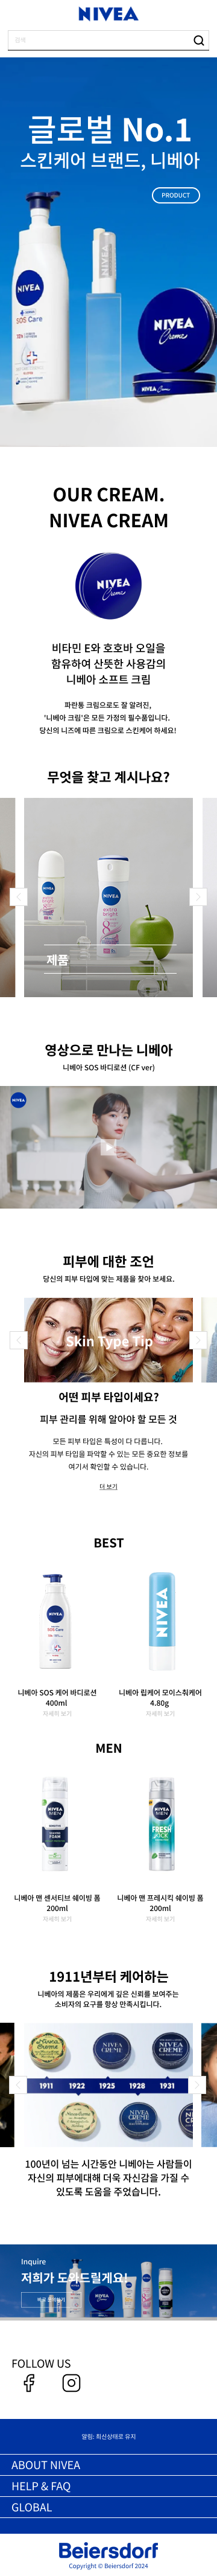 NIVEA
검색
글로벌 No.1
스킨케어 브랜드, 니베아
PRODUCT
NIVEA
SOS Care
NIVEA
Creme
OUR CREAM.
NIVEA CREAM
NIVEA
Creme
비타민 E와 호호바 오일을
함유하여 산뜻한 사용감의
니베아 소프트 크림
파란통 크림으로도 잘 알려진,
'니베아 크림'은 모든 가정의 필수품입니다.
당신의 니즈에 따른 크림으로 스킨케어 하세요!
무엇을 찾고 계시나요?
NIVEA
NIVEA
extra bright
8
제품
영상으로 만나는 니베아
니베아 SOS 바디로션 (CF ver)
NIVEA
피부에 대한 조언
당신의 피부 타입에 맞는 제품을 찾아 보세요.
Skin Type Tip
어떤 피부 타입이세요?
피부 관리를 위해 알아야 할 모든 것
모든 피부 타입은 특성이 다 다릅니다.
자신의 피부 타입을 파악할 수 있는 모든 중요한 정보를
여기서 확인할 수 있습니다.
더 보기
BEST
NIVEA
SOS Care
NIVEA
니베아 SOS 케어 바디로션
400ml
자세히 보기
니베아 립케어 모이스춰케어
4.80g
자세히 보기
MEN
NIVEA
MEN
SENSITIVE
FOAM
NIVEA
MEN
FRESH
KICK
니베아 맨 센서티브 쉐이빙 폼
200ml
자세히 보기
니베아 맨 프레시킥 쉐이빙 폼
200ml
자세히 보기
1911년부터 케어하는
니베아의 제품은 우리에게 깊은 신뢰를 보여주는
소비자의 요구를 항상 만족시킵니다.
1911 1922 1925 1928 1931
100년이 넘는 시간동안 니베아는 사람들이
자신의 피부에대해 더욱 자신감을 가질 수
있도록 도움을 주었습니다.
Inquire
저희가 도와드릴게요!
FOLLOW US
알림: 최신상태로 유지
ABOUT NIVEA
HELP & FAQ
GLOBAL
Beiersdorf
Copyright © Beiersdorf 2024